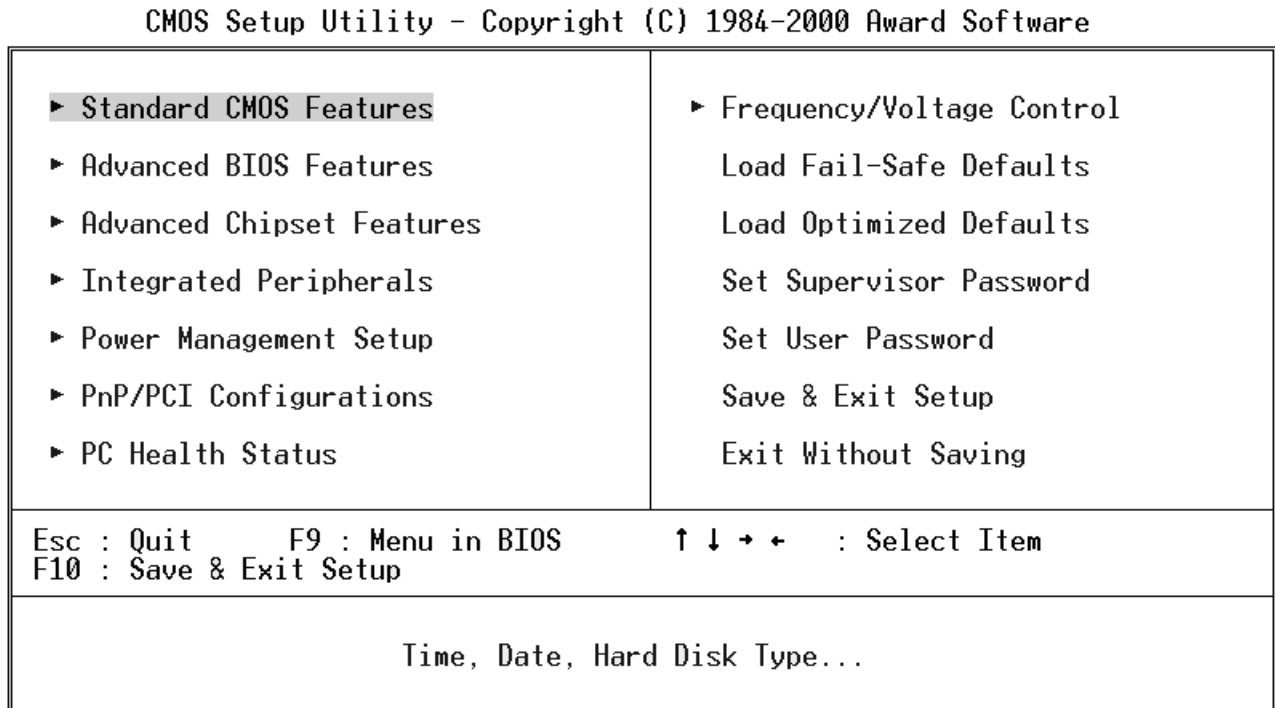 CMOS Setup Utility - Copyright (C) 1984-2000 Award Software
▶ Standard CMOS Features
▶ Advanced BIOS Features
▶ Advanced Chipset Features
▶ Integrated Peripherals
▶ Power Management Setup
▶ PnP/PCI Configurations
▶ PC Health Status
▶ Frequency/Voltage Control
Load Fail-Safe Defaults
Load Optimized Defaults
Set Supervisor Password
Set User Password
Save & Exit Setup
Exit Without Saving
Esc : Quit F9 : Menu in BIOS ↑ ↓ → ← : Select Item
F10 : Save & Exit Setup
Time, Date, Hard Disk Type...